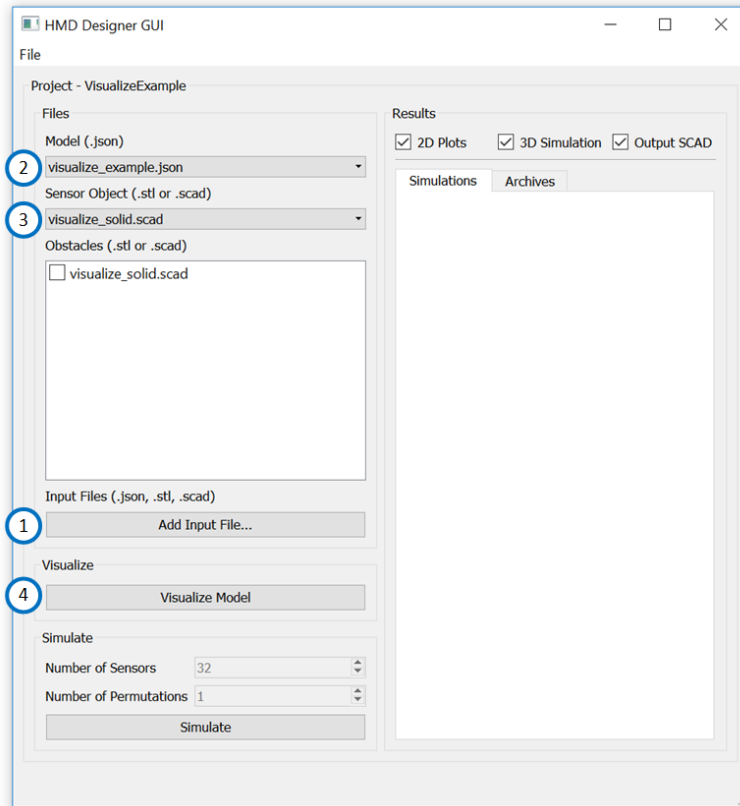 HMD Designer GUI
File
Project - VisualizeExample
Files
Model (.json)
2
visualize_example.json
Sensor Object (.stl or .scad)
3
visualize_solid.scad
Obstacles (.stl or .scad)
visualize_solid.scad
Input Files (.json, .stl, .scad)
1
Add Input File...
Visualize
4
Visualize Model
Simulate
Number of Sensors 32
Number of Permutations 1
Simulate
Results
2D Plots 3D Simulation Output SCAD
Simulations Archives